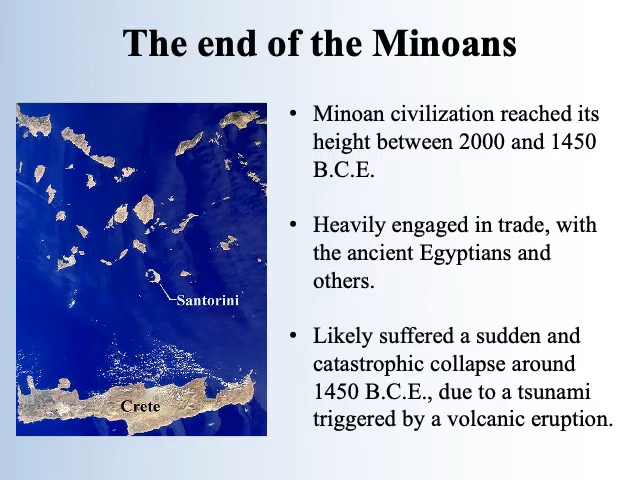 The end of the Minoans
• Minoan civilization reached its
height between 2000 and 1450
B.C.E.
• Heavily engaged in trade, with
the ancient Egyptians and
others.
• Likely suffered a sudden and
catastrophic collapse around
1450 B.C.E., due to a tsunami
triggered by a volcanic eruption.
Santorini
Crete